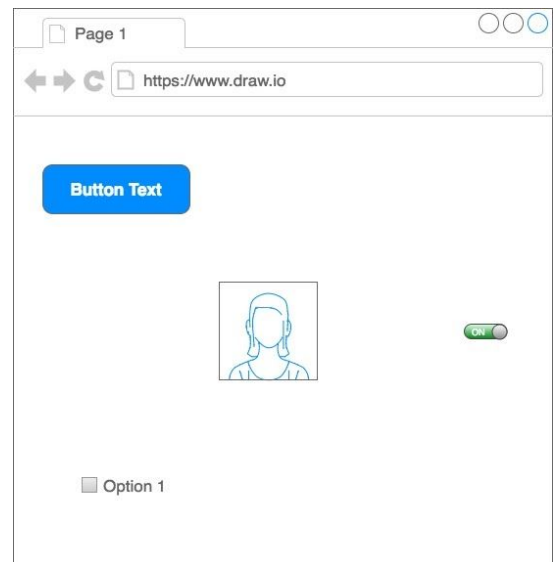 Page 1
https://www.draw.io
Button Text
ON
Option 1